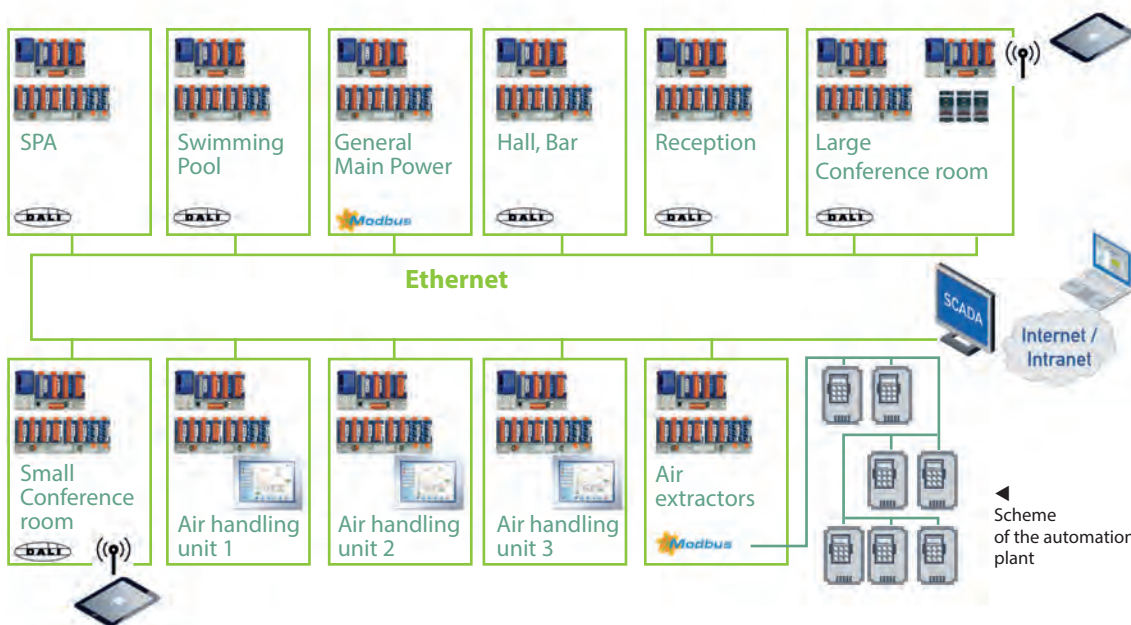 SPA
DALI
Swimming
Pool
DALI
General
Main Power
Modbus
Hall, Bar
DALI
Reception
DALI
Large
Conference room
DALI
Ethernet
SCADA
Internet /
Intranet
Small
Conference
room
DALI
Air handling
unit 1
Air handling
unit 2
Air handling
unit 3
Air
extractors
Modbus
◀
Scheme
of the automation
plant